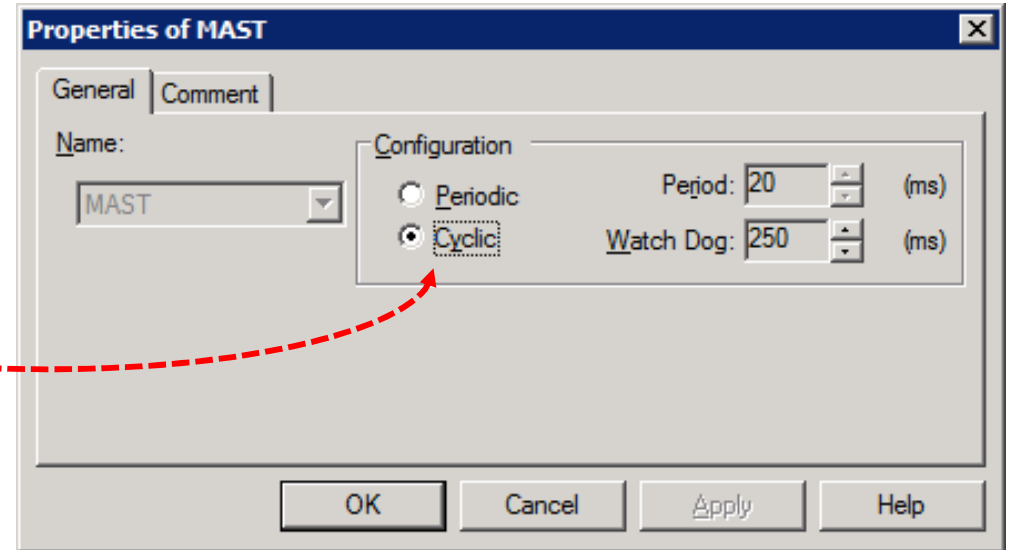 Properties of MAST
General Comment
Name:
MAST
Configuration
Periodic
Period: 20 (ms)
Cyclic
Watch Dog: 250 (ms)
OK Cancel Apply Help